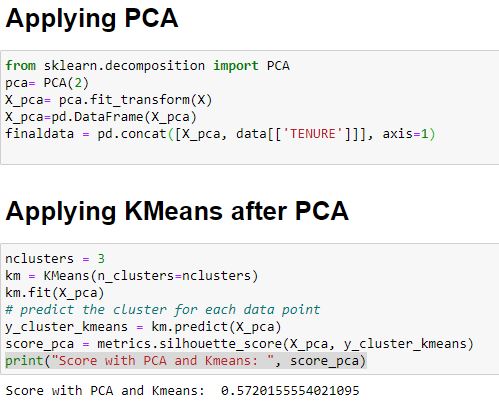 Applying PCA
from sklearn.decomposition import PCA
pca= PCA(2)
X_pca= pca.fit_transform(X)
X_pca=pd.DataFrame(X_pca)
finaldata = pd.concat([X_pca, data[['TENURE']]], axis=1)
Applying KMeans after PCA
nclusters = 3
km = KMeans(n_clusters=nclusters)
km.fit(X_pca)
# predict the cluster for each data point
y_cluster_kmeans = km.predict(X_pca)
score_pca = metrics.silhouette_score(X_pca, y_cluster_kmeans)
print("Score with PCA and Kmeans: ", score_pca)
Score with PCA and Kmeans:  0.5720155554021095